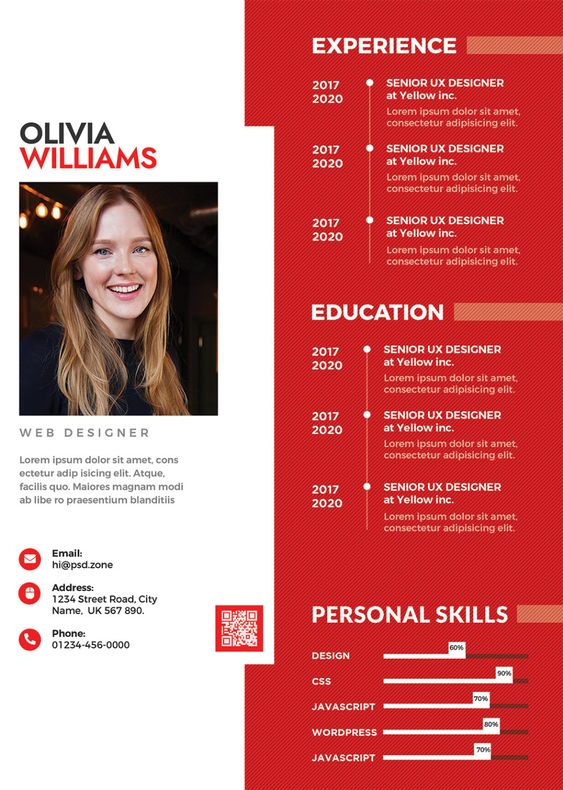 OLIVIA
WILLIAMS
WEB DESIGNER
Lorem ipsum dolor sit amet, cons
ectetur adip isicing elit. Atque,
facilis quo. Maiores magnam modi
ab libe ro praesentium blanditiis
Email:
hi@psd.zone
Address:
1234 Street Road, City
Name, UK 567 890.
Phone:
01234-456-0000
EXPERIENCE
2017
2020
SENIOR UX DESIGNER
at Yellow inc.
Lorem ipsum dolor sit amet,
consectetur adipisicing elit.
2017
2020
SENIOR UX DESIGNER
at Yellow inc.
Lorem ipsum dolor sit amet,
consectetur adipisicing elit.
2017
2020
SENIOR UX DESIGNER
at Yellow inc.
Lorem ipsum dolor sit amet,
consectetur adipisicing elit.
EDUCATION
2017
2020
SENIOR UX DESIGNER
at Yellow inc.
Lorem ipsum dolor sit amet,
consectetur adipisicing elit.
2017
2020
SENIOR UX DESIGNER
at Yellow inc.
Lorem ipsum dolor sit amet,
consectetur adipisicing elit.
2017
2020
SENIOR UX DESIGNER
at Yellow inc.
Lorem ipsum dolor sit amet,
consectetur adipisicing elit.
PERSONAL SKILLS
DESIGN 60%
CSS 90%
JAVASCRIPT 70%
WORDPRESS 80%
JAVASCRIPT 70%